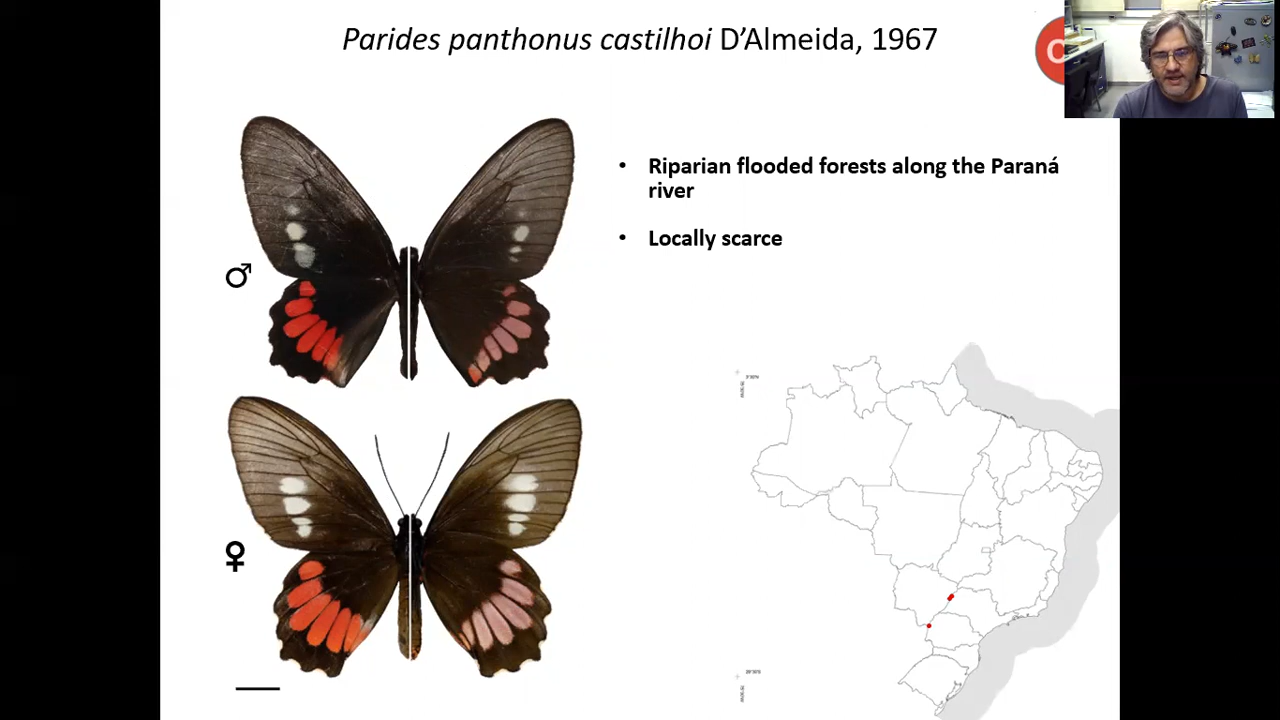 Parides panthonus castilhoi D'Almeida, 1967
C
• Riparian flooded forests along the Paraná
river
• Locally scarce
♂
♀